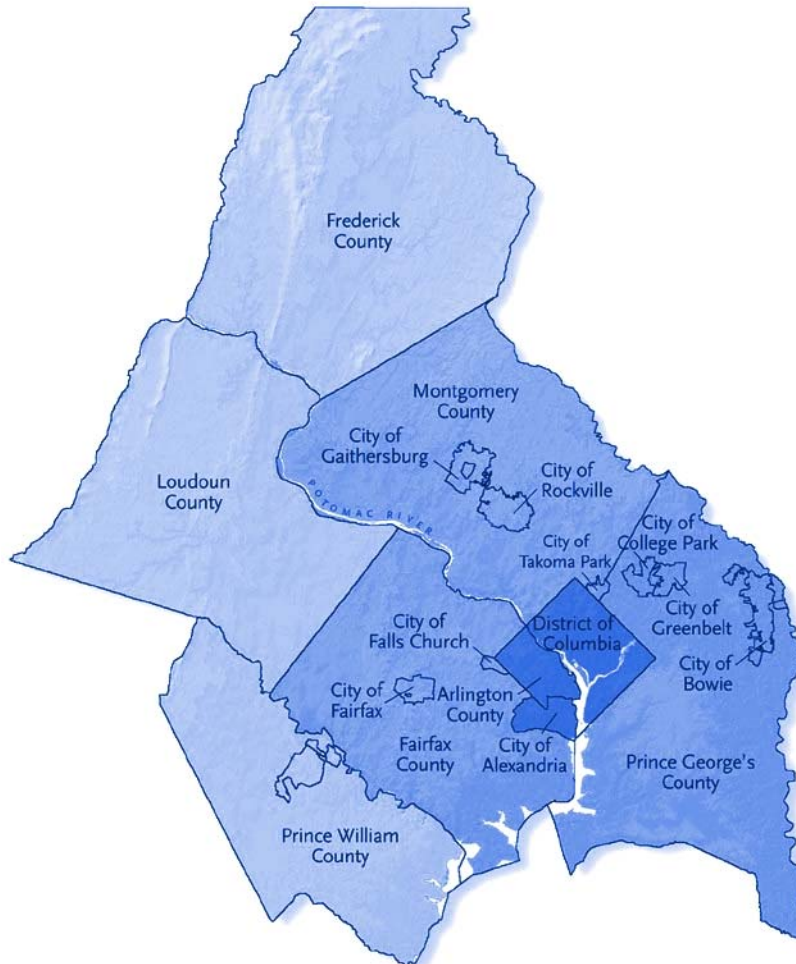 Frederick
County
Montgomery
County
City of
Gaithersburg
City of
Rockville
Loudoun
County
POTOMAC RIVER
City of
Takoma Park
City of
College Park
City of
Greenbelt
City of
Bowie
District of
Columbia
City of
Falls Church
City of
Fairfax
Arlington
County
Fairfax
County
City of
Alexandria
Prince George's
County
Prince William
County